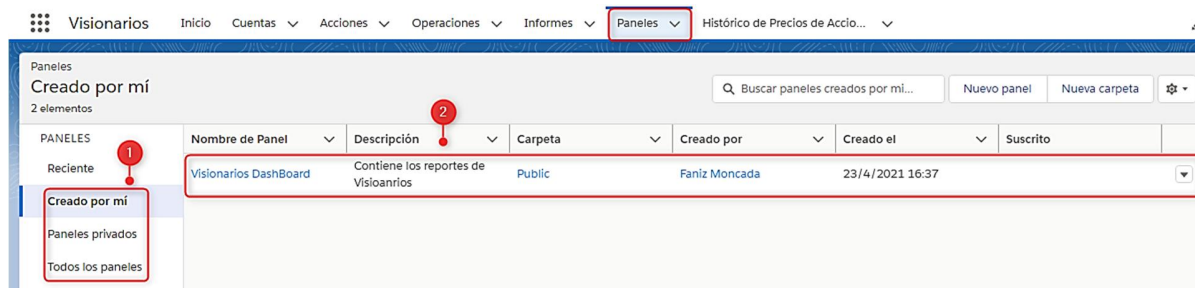 Visionarios Inicio Cuentas Acciones Operaciones Informes Paneles Histórico de Precios de Accio...
Paneles
Creado por mí
2 elementos
Buscar paneles creados por mi... Nuevo panel Nueva carpeta
2
PANELES Nombre de Panel Descripción Carpeta Creado por Creado el Suscrito
1
Reciente
Visionarios DashBoard Contiene los reportes de Public Faniz Moncada 23/4/2021 16:37
Visioanrios
Creado por mí
Paneles privados
Todos los paneles